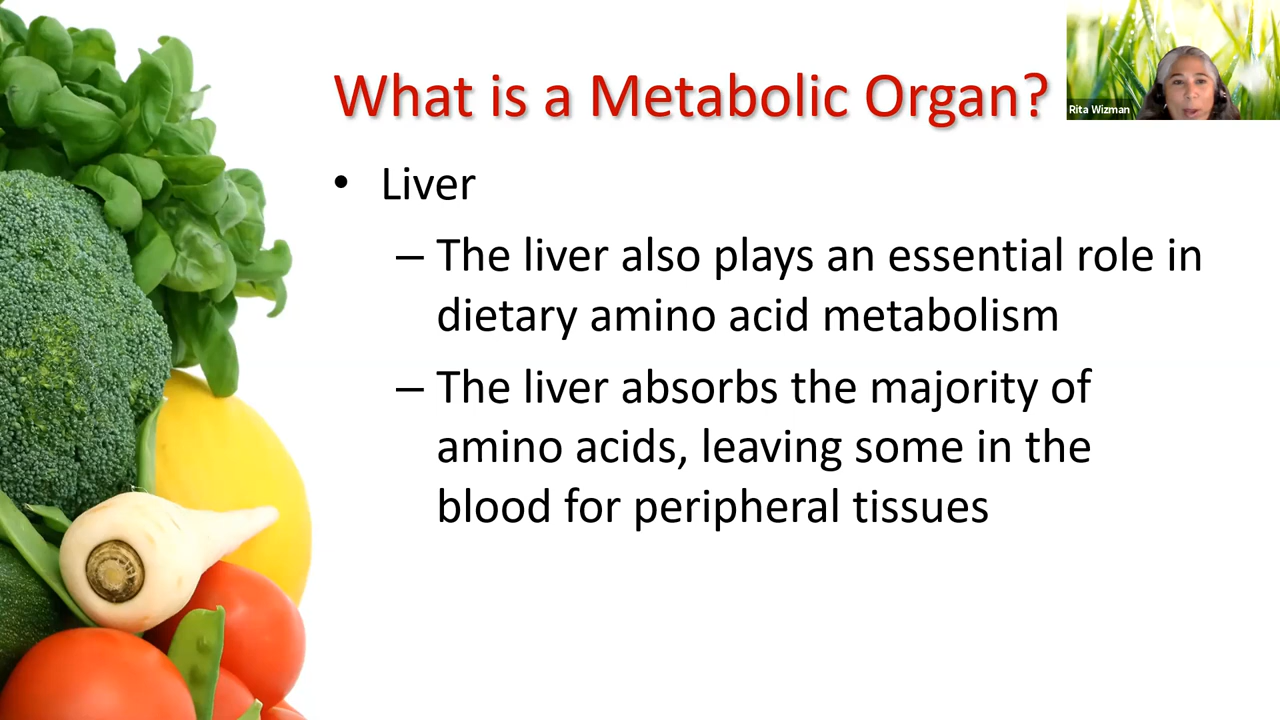 What is a Metabolic Organ?
Rita Wizman
• Liver
– The liver also plays an essential role in
dietary amino acid metabolism
– The liver absorbs the majority of
amino acids, leaving some in the
blood for peripheral tissues